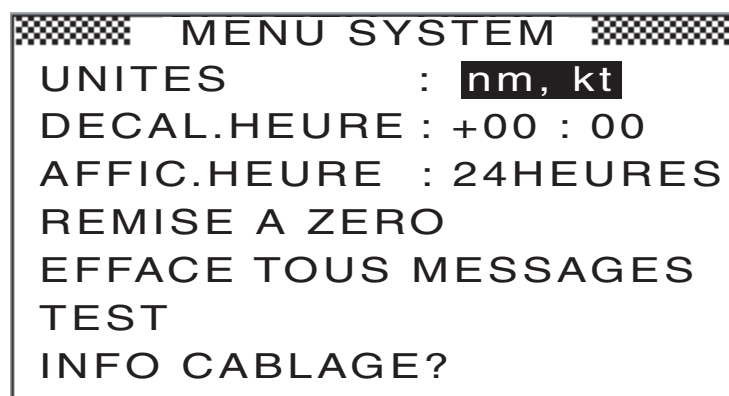 MENU SYSTEM
UNITES : nm, kt
DECAL.HEURE : +00 : 00
AFFIC.HEURE : 24HEURES
REMISE A ZERO
EFFACE TOUS MESSAGES
TEST
INFO CABLAGE?